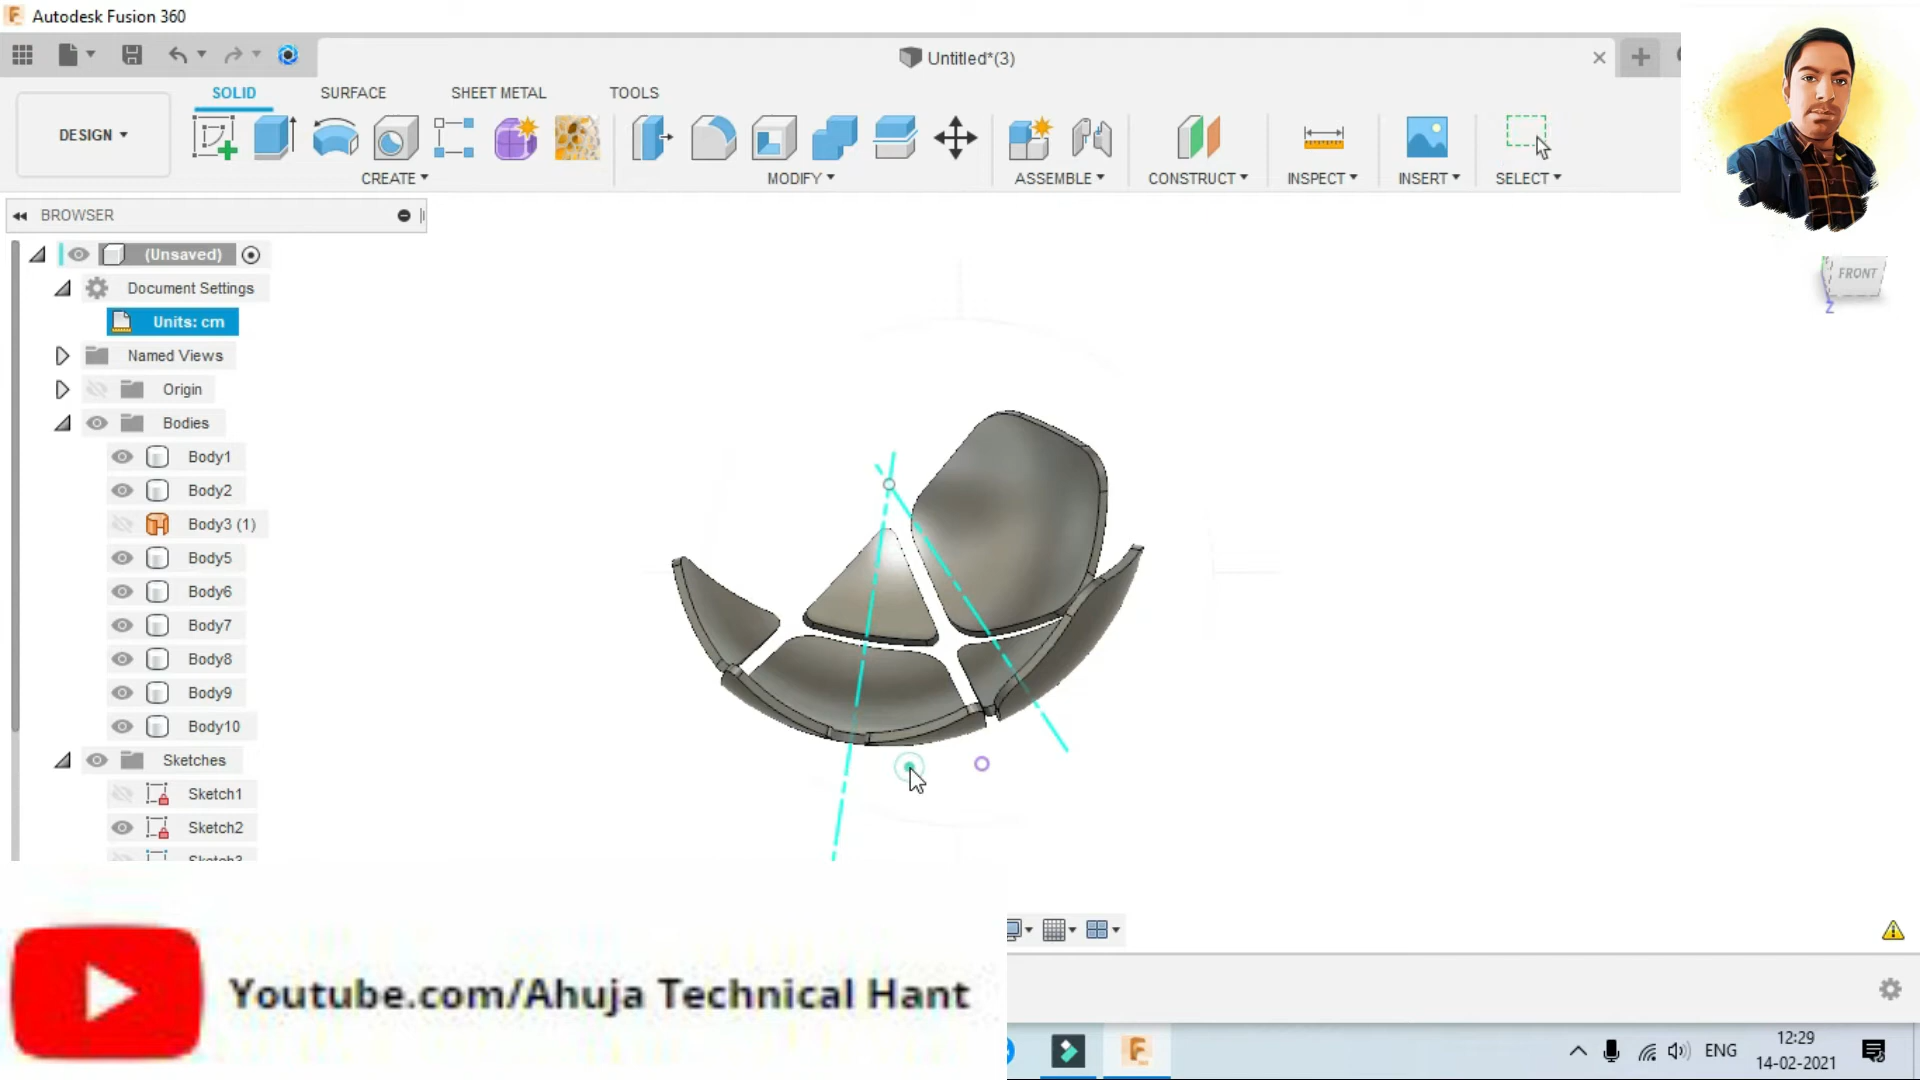 Autodesk Fusion 360
Untitled*(3)
SOLID SURFACE SHEET METAL TOOLS
DESIGN
CREATE MODIFY ASSEMBLE CONSTRUCT INSPECT INSERT SELECT
BROWSER
FRONT
Z
(Unsaved)
Document Settings
Units: cm
Named Views
Origin
Bodies
Body1
Body2
Body3 (1)
Body5
Body6
Body7
Body8
Body9
Body10
Sketches
Sketch1
Sketch2
Sketch3
Youtube.com/Ahuja Technical Hant
ENG
12:29
14-02-2021